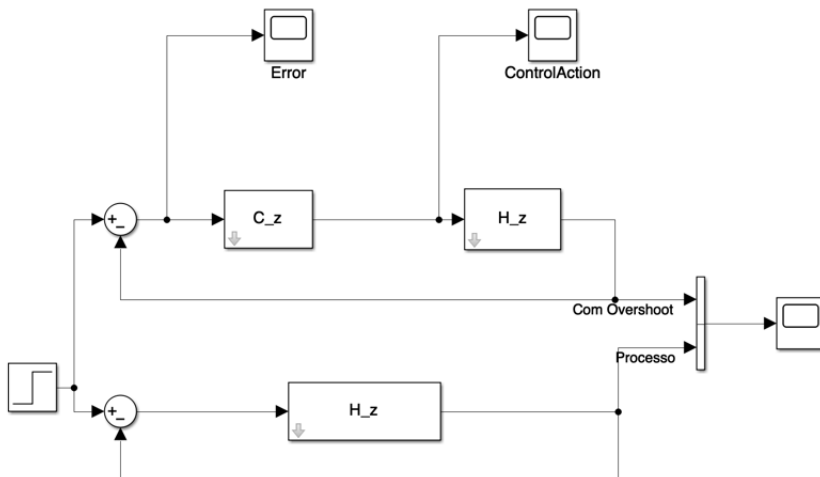 Error
ControlAction
+
-
C_z
H_z
Com Overshoot
Processo
+
-
H_z